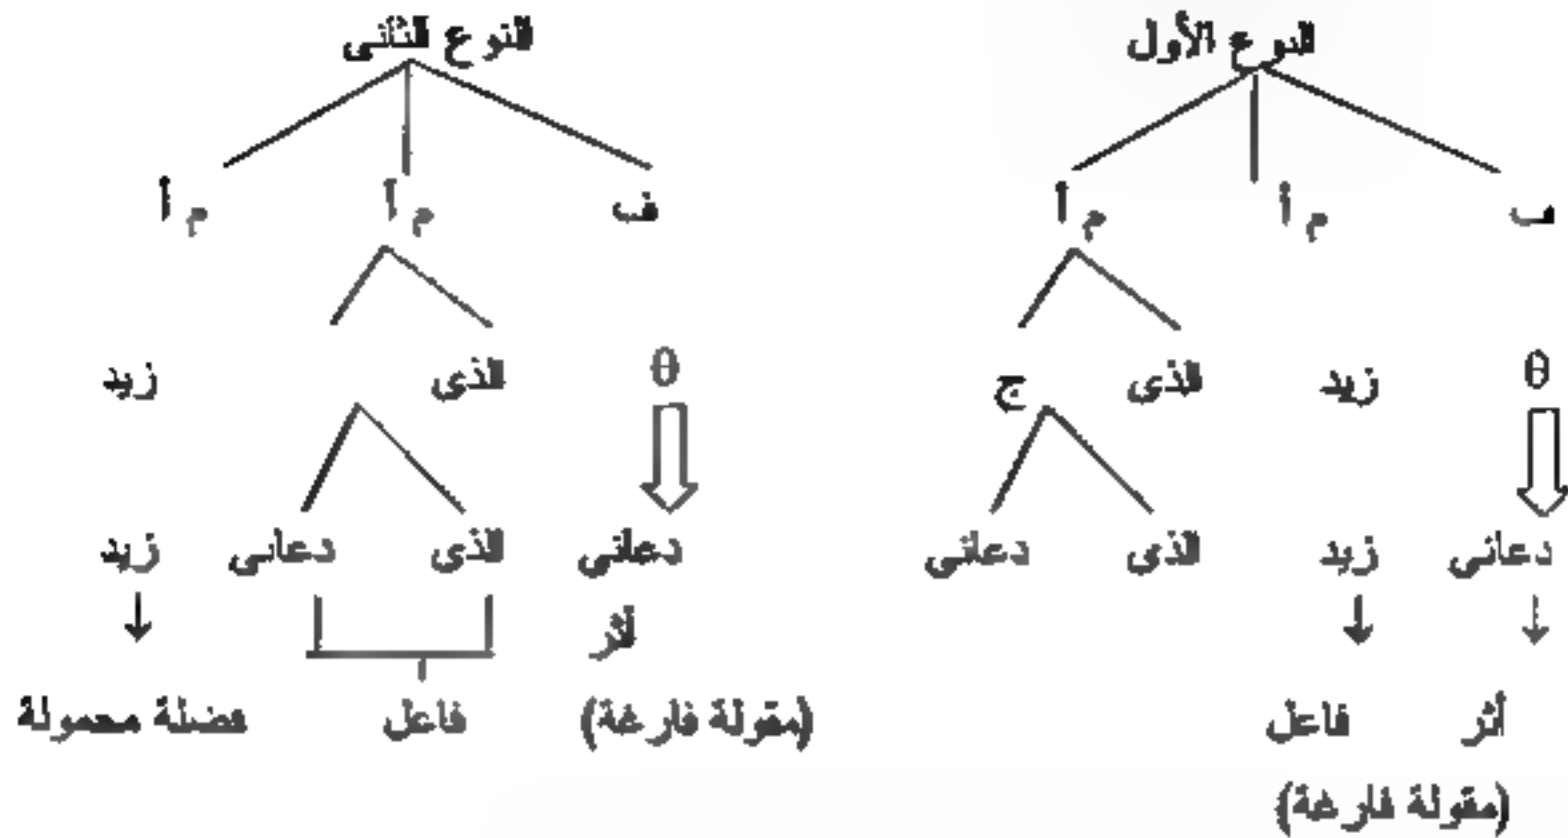 النوع الأول النوع الثانى
ف م أ م أ ف م أ م أ
θ زيد الذى ج θ الذى زيد
دعانى زيد الذى دعانى دعانى الذى دعانى زيد
↓ ↓ أثر ↓
أثر فاعل (مقولة فارغة) فاعل فضلة محمولة
(مقولة فارغة)